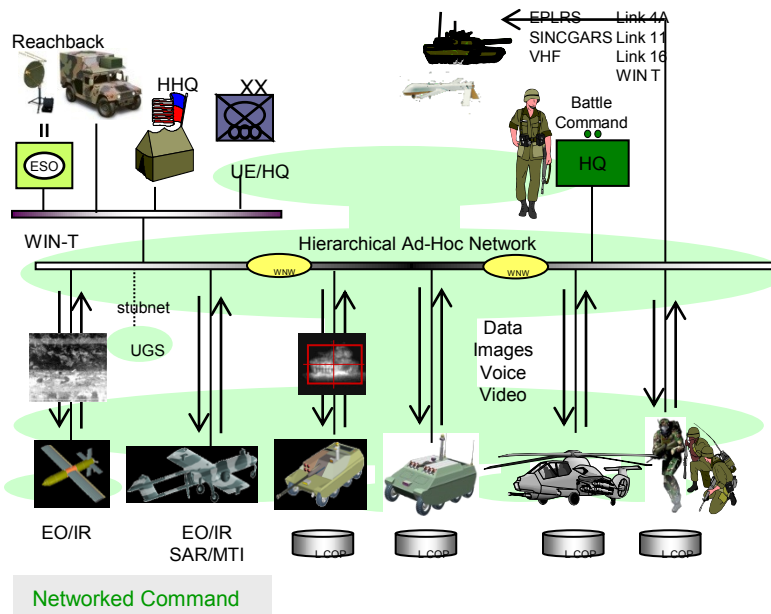 EPLRS Link 4A
SINCGARS Link 11
VHF Link 16
WIN T
Reachback
HHQ
XX
Battle
Command
II
ESO
HQ
UE/HQ
WIN-T
Hierarchical Ad-Hoc Network
WNW
WNW
stubnet
UGS
Data
Images
Voice
Video
EO/IR
EO/IR
SAR/MTI
L COP
L COP
L COP
L COP
Networked Command